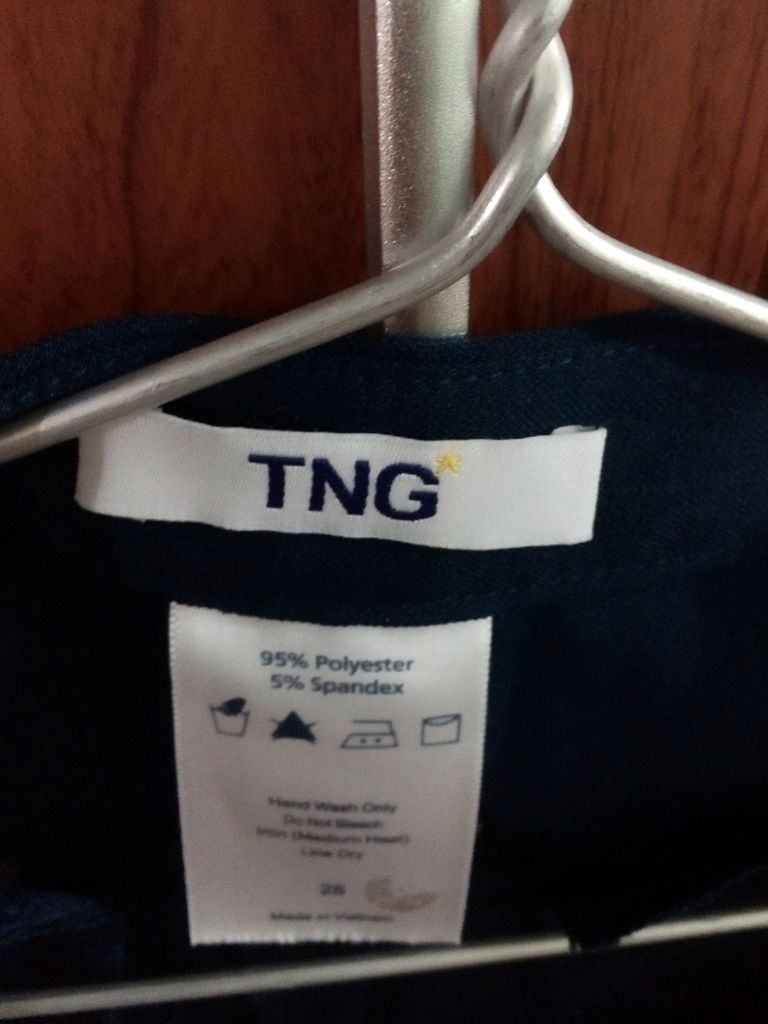 TNG
95% Polyester
5% Spandex
Hand Wash Only
Do Not Bleach
Iron (Medium Heat)
Line Dry
28
Made in Vietnam